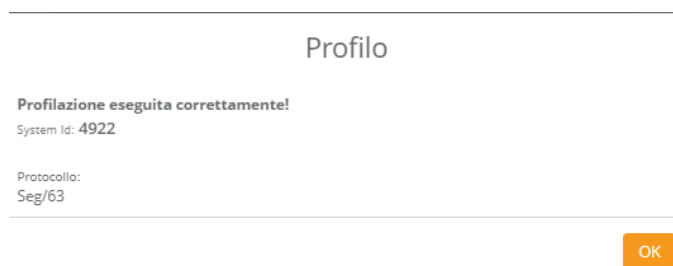 Profilo
Profilazione eseguita correttamente!
System Id: 4922
Protocollo:
Seg/63
OK